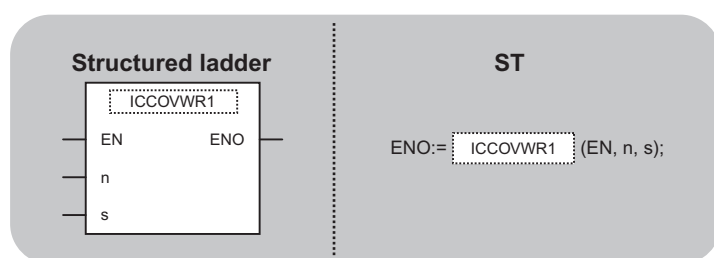 Structured ladder
ICCOVWR1
EN ENO
n
s
ST
ENO:= ICCOVWR1 (EN, n, s);